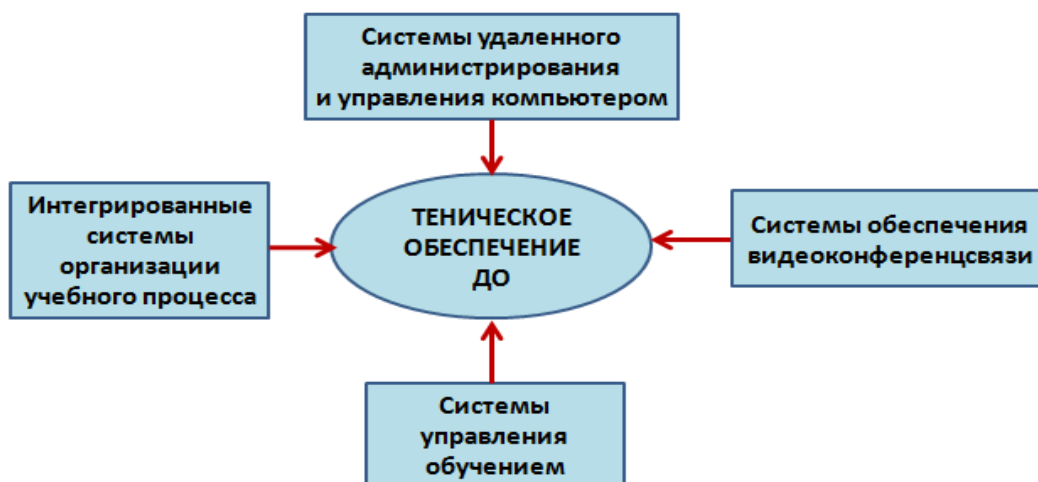 Системы удаленного
администрирования
и управления компьютером
Интегрированные
системы
организации
учебного процесса
ТЕНИЧЕСКОЕ
ОБЕСПЕЧЕНИЕ
ДО
Системы обеспечения
видеоконференцсвязи
Системы
управления
обучением